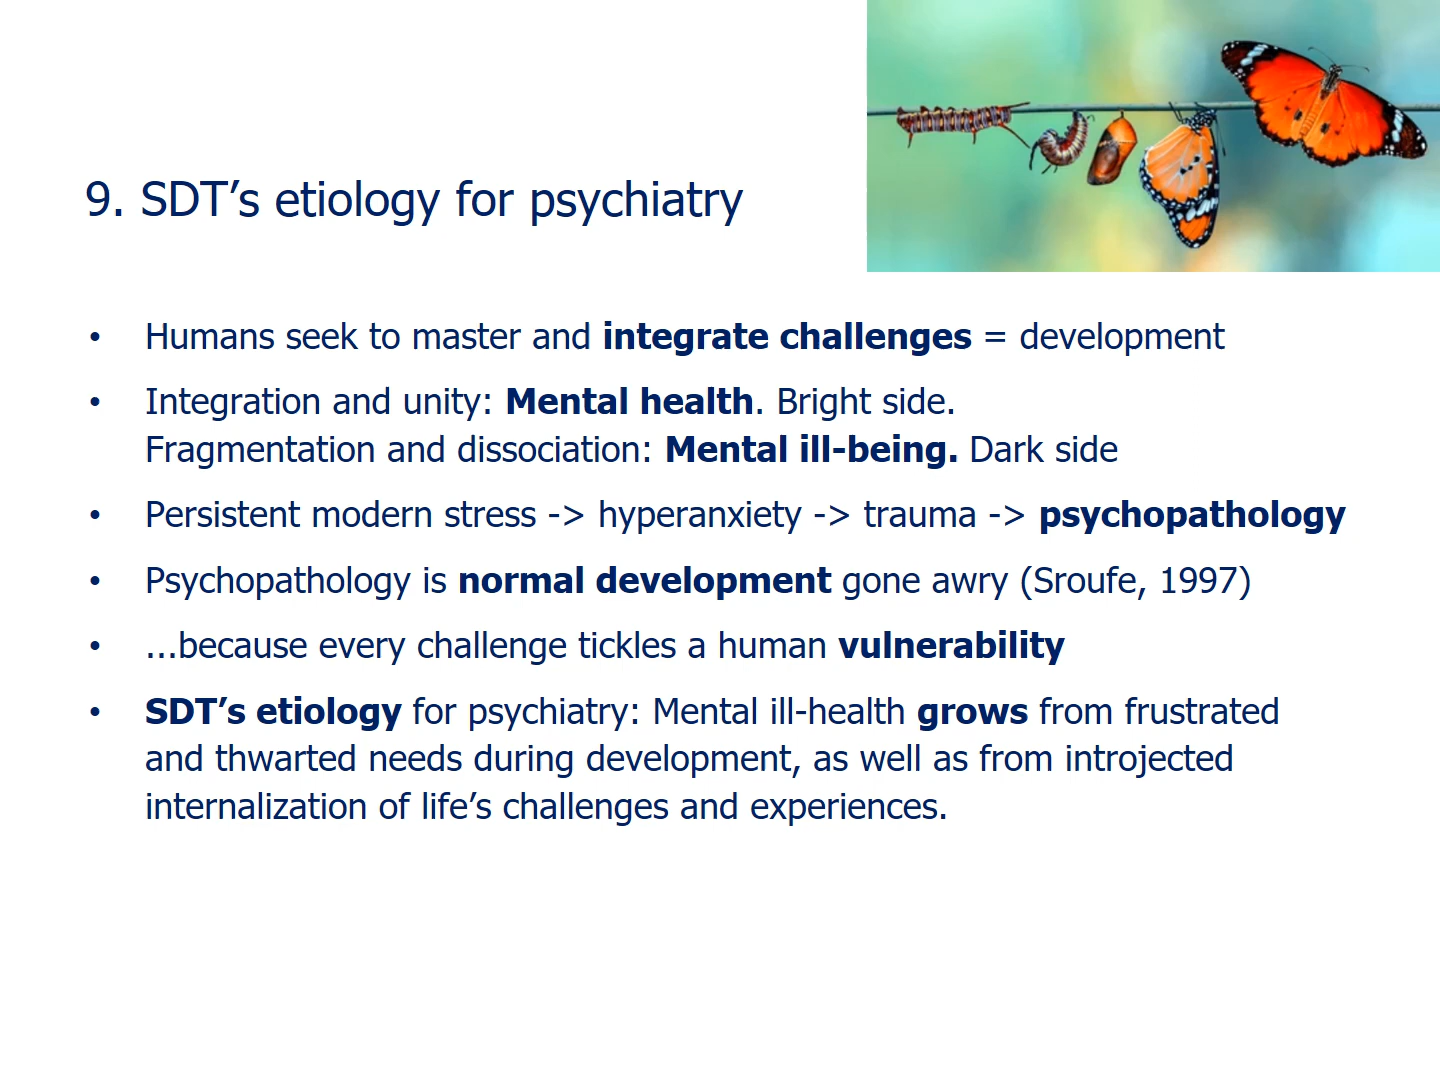 9. SDT’s etiology for psychiatry
• Humans seek to master and integrate challenges = development
• Integration and unity: Mental health. Bright side.
Fragmentation and dissociation: Mental ill-being. Dark side
• Persistent modern stress -> hyperanxiety -> trauma -> psychopathology
• Psychopathology is normal development gone awry (Sroufe, 1997)
• ...because every challenge tickles a human vulnerability
• SDT’s etiology for psychiatry: Mental ill-health grows from frustrated
and thwarted needs during development, as well as from introjected
internalization of life’s challenges and experiences.